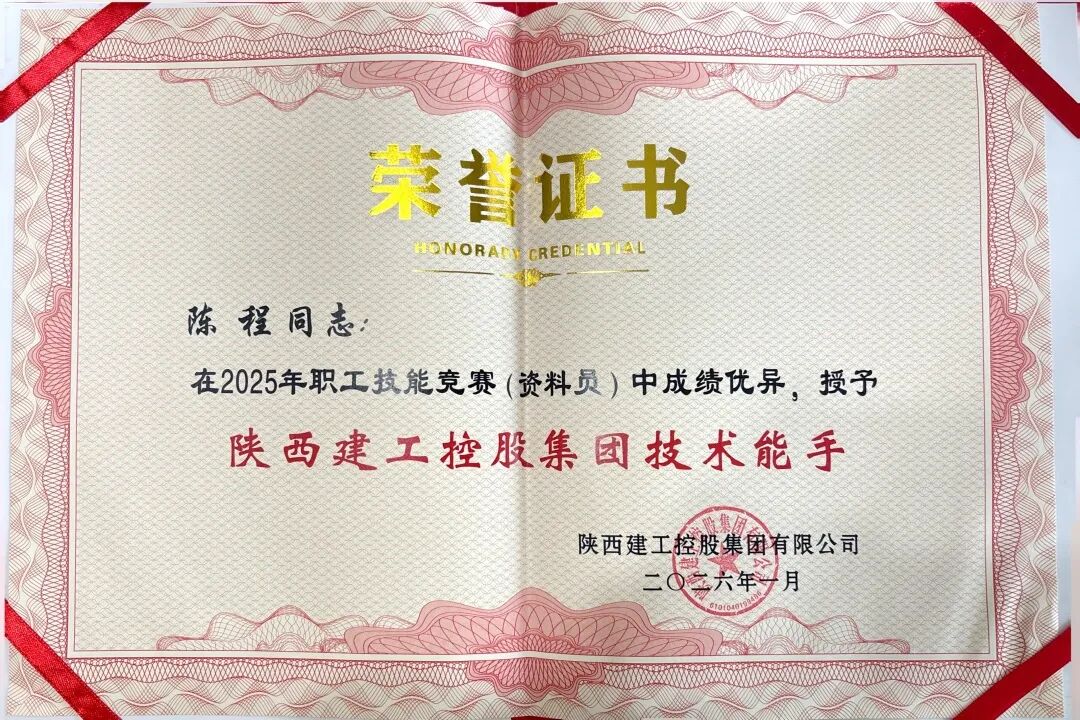 荣誉证书
HONORARY CREDENTIAL
陈 程 同志:
在2025年职工技能竞赛(资料员)中成绩优异，授予
陕西建工控股集团技术能手
陕西建工控股集团有限公司
二〇二六年一月